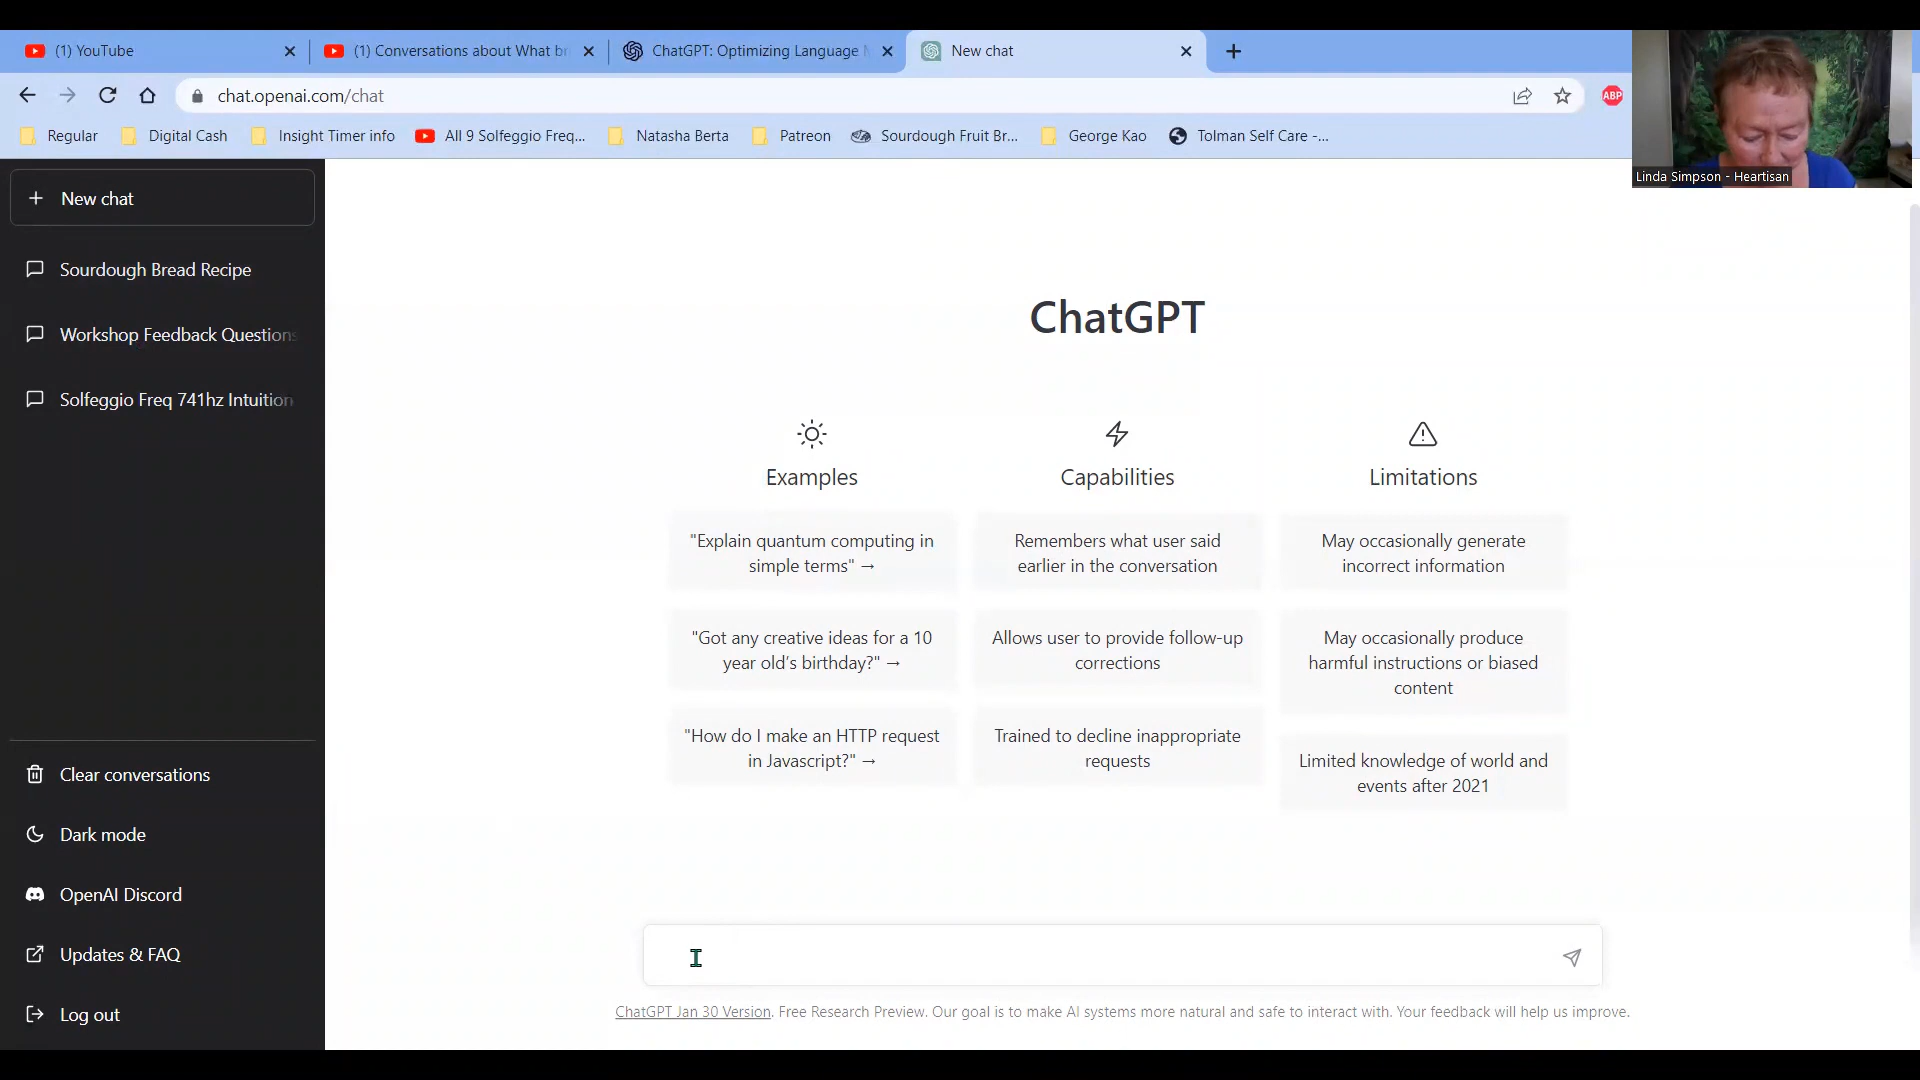 (1) YouTube
(1) Conversations about What br
ChatGPT: Optimizing Language M
New chat
chat.openai.com/chat
ABP
Regular
Digital Cash
Insight Timer info
All 9 Solfeggio Freq...
Natasha Berta
Patreon
Sourdough Fruit Br...
George Kao
Tolman Self Care -...
Linda Simpson - Heartisan
New chat
Sourdough Bread Recipe
Workshop Feedback Questions
Solfeggio Freq 741hz Intuition
Clear conversations
Dark mode
OpenAI Discord
Updates & FAQ
Log out
ChatGPT
Examples
"Explain quantum computing in
simple terms" →
"Got any creative ideas for a 10
year old's birthday?" →
"How do I make an HTTP request
in Javascript?" →
Capabilities
Remembers what user said
earlier in the conversation
Allows user to provide follow-up
corrections
Trained to decline inappropriate
requests
Limitations
May occasionally generate
incorrect information
May occasionally produce
harmful instructions or biased
content
Limited knowledge of world and
events after 2021
ChatGPT Jan 30 Version. Free Research Preview. Our goal is to make AI systems more natural and safe to interact with. Your feedback will help us improve.